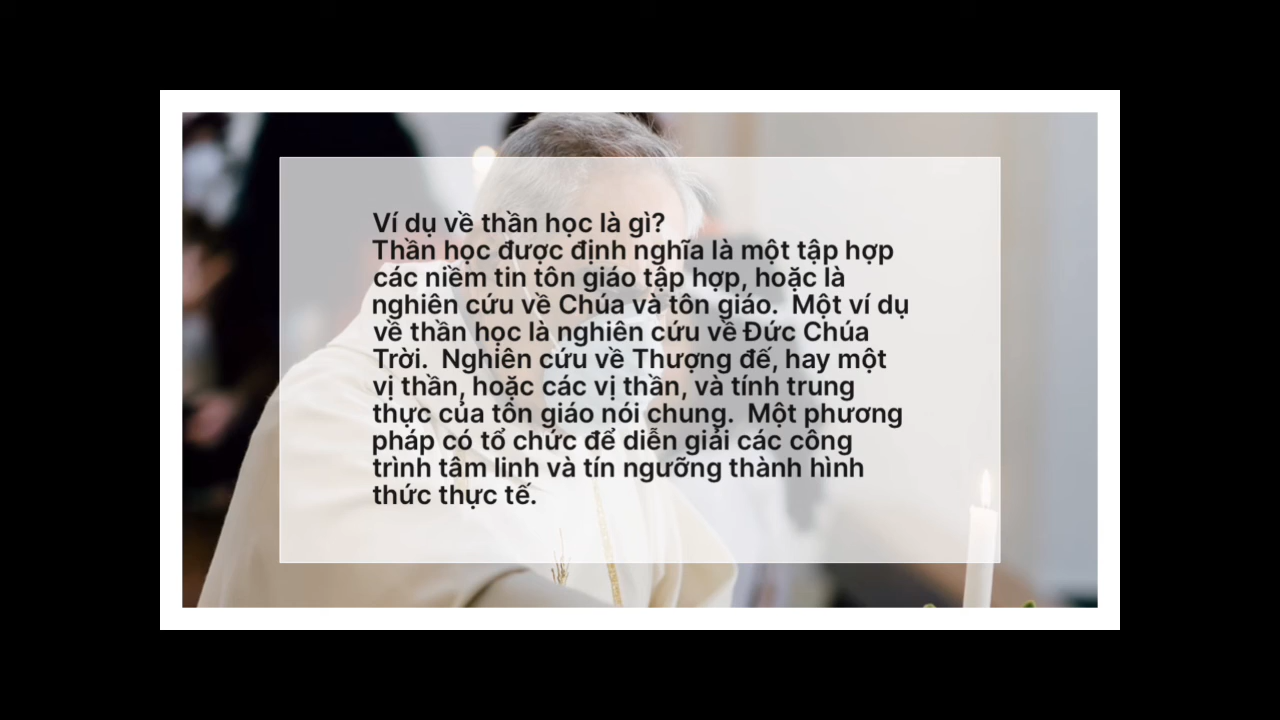 Ví dụ về thần học là gì?
Thần học được định nghĩa là một tập hợp
các niềm tin tôn giáo tập hợp, hoặc là
nghiên cứu về Chúa và tôn giáo.  Một ví dụ
về thần học là nghiên cứu về Đức Chúa
Trời.  Nghiên cứu về Thượng đế, hay một
vị thần, hoặc các vị thần, và tính trung
thực của tôn giáo nói chung.  Một phương
pháp có tổ chức để diễn giải các công
trình tâm linh và tín ngưỡng thành hình
thức thực tế.